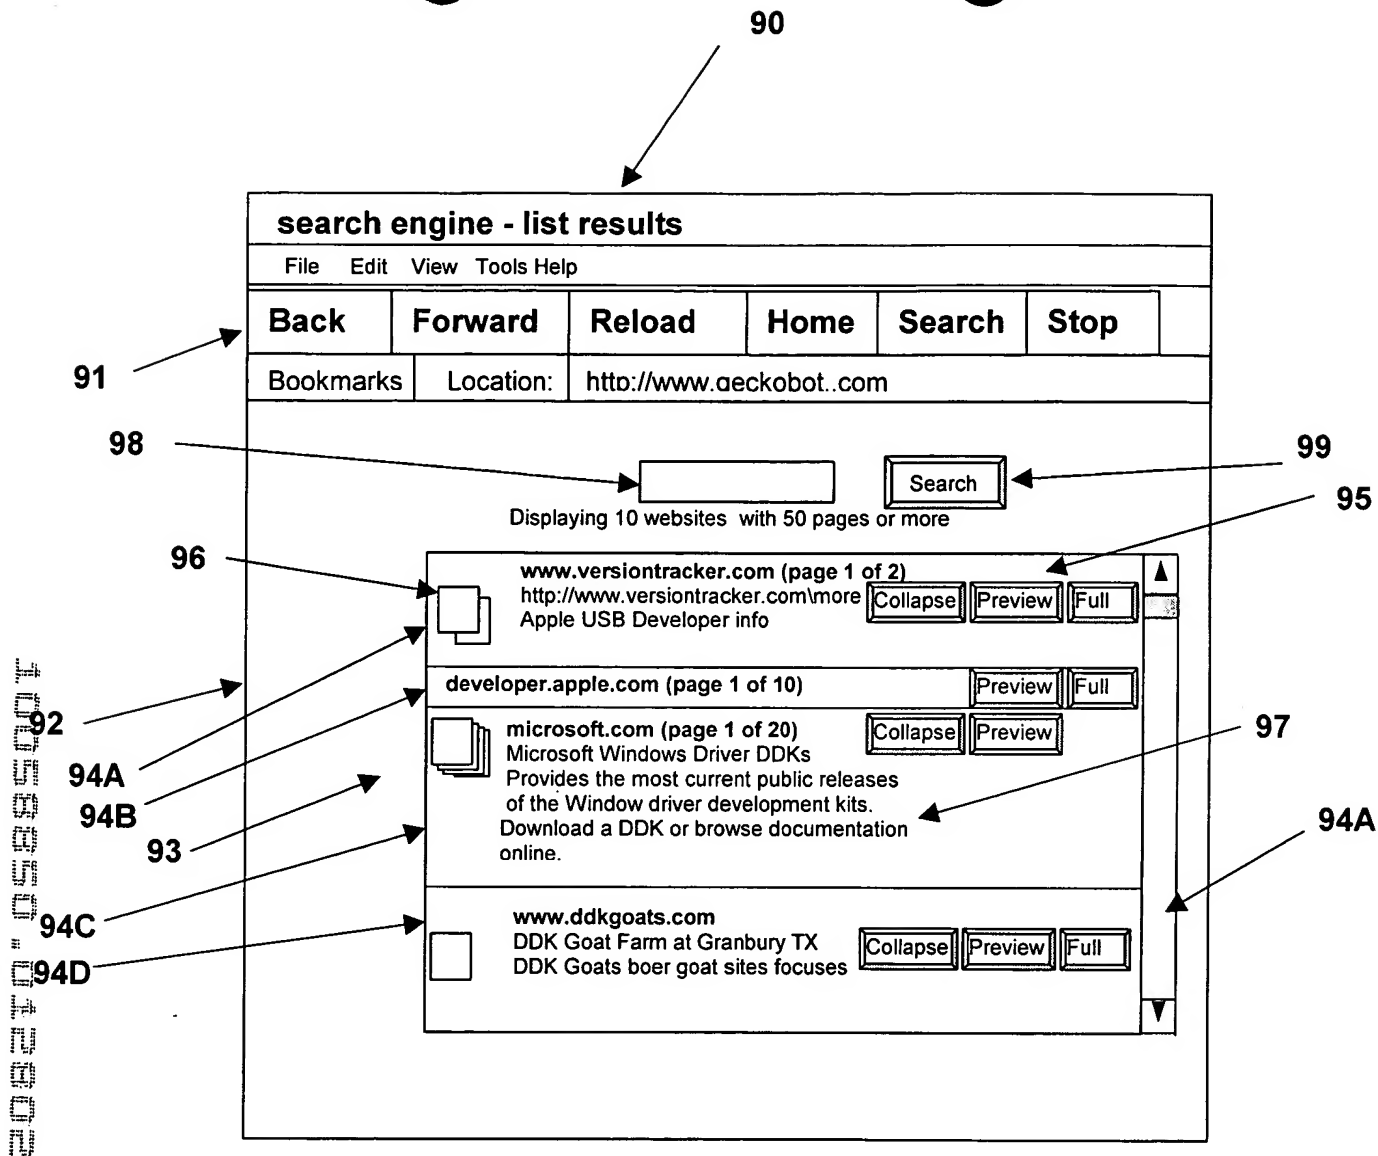 90
search engine - list results
File Edit View Tools Help
Back Forward Reload Home Search Stop
91
Bookmarks Location: http://www.geckobot..com
98
99
Search
95
Displaying 10 websites with 50 pages or more
96
www.versiontracker.com (page 1 of 2)
http://www.versiontracker.com\more
Collapse Preview Full
Apple USB Developer info
developer.apple.com (page 1 of 10)
Preview Full
92
microsoft.com (page 1 of 20)
Collapse Preview
97
Microsoft Windows Driver DDKs
94A
Provides the most current public releases
of the Window driver development kits.
94B
Download a DDK or browse documentation
94A
93
online.
94C
www.ddkgoats.com
DDK Goat Farm at Granbury TX
Collapse Preview Full
DDK Goats boer goat sites focuses
94D
10058850.012802